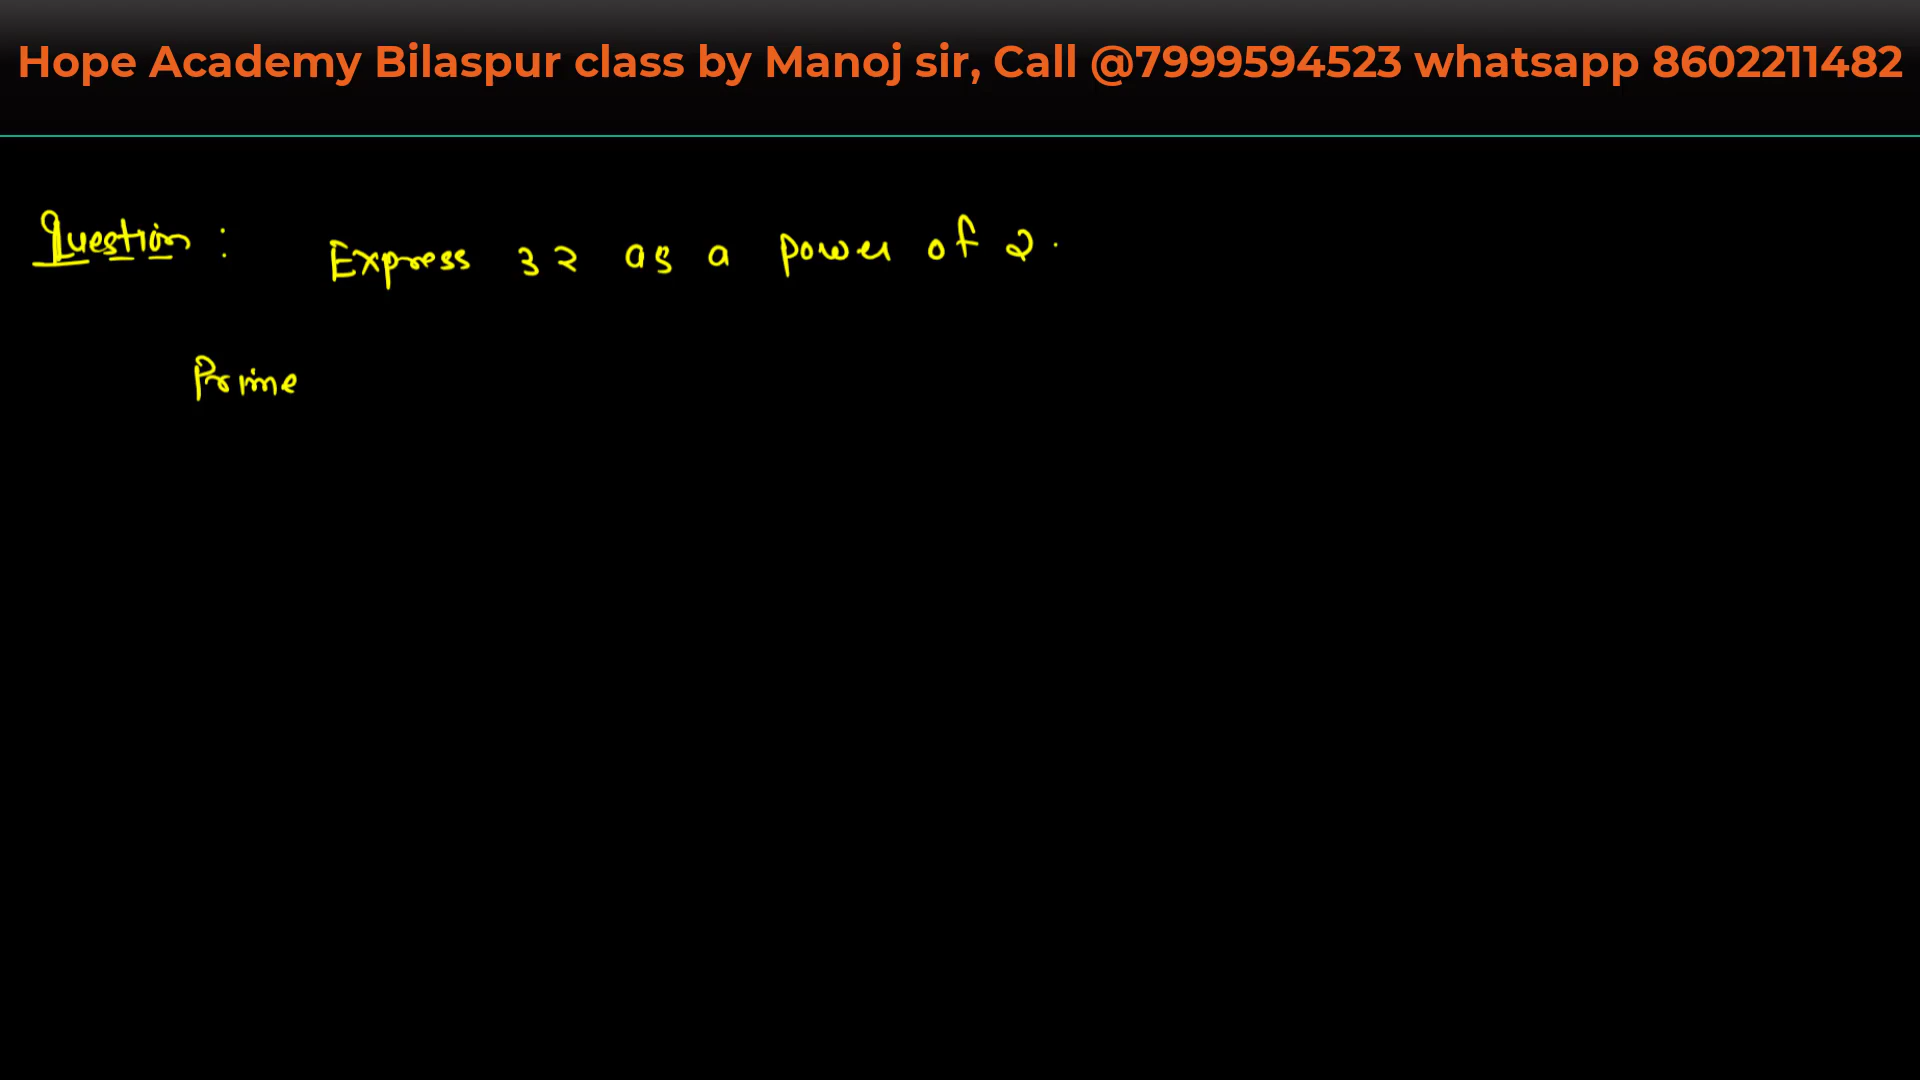 Hope Academy Bilaspur class by Manoj sir, Call @7999594523 whatsapp 8602211482
Question : Express 32 as a power of 2.
Prime